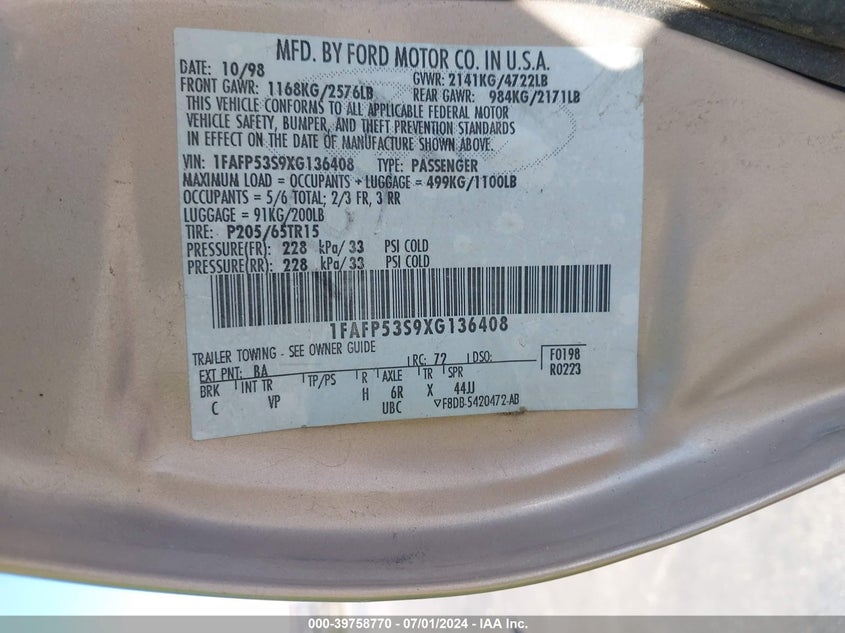 MFD. BY FORD MOTOR CO. IN U.S.A.
DATE: 10/98 GVWR: 2141KG/4722LB
FRONT GAWR: 1168KG/2576LB REAR GAWR: 984KG/2171LB
THIS VEHICLE CONFORMS TO ALL APPLICABLE FEDERAL MOTOR
VEHICLE SAFETY, BUMPER, AND THEFT PREVENTION STANDARDS
IN EFFECT ON THE DATE OF MANUFACTURE SHOWN ABOVE.
VIN: 1FAFP53S9XG136408 TYPE: PASSENGER
MAXIMUM LOAD = OCCUPANTS + LUGGAGE = 499KG/1100LB
OCCUPANTS = 5/6 TOTAL; 2/3 FR, 3 RR
LUGGAGE = 91KG/200LB
TIRE: P205/65TR15
PRESSURE(FR): 228 kPa/ 33 PSI COLD
PRESSURE(RR): 228 kPa/ 33 PSI COLD
1FAFP53S9XG136408
TRAILER TOWING - SEE OWNER GUIDE
EXT PNT: BA RC: 72 DSO: F0198
BRK INT TR TP/PS R AXLE TR SPR R0223
C VP H 6R X 44JJ
UBC ▽F8DB-5420472-AB
000-39758770 - 07/01/2024 - IAA Inc.